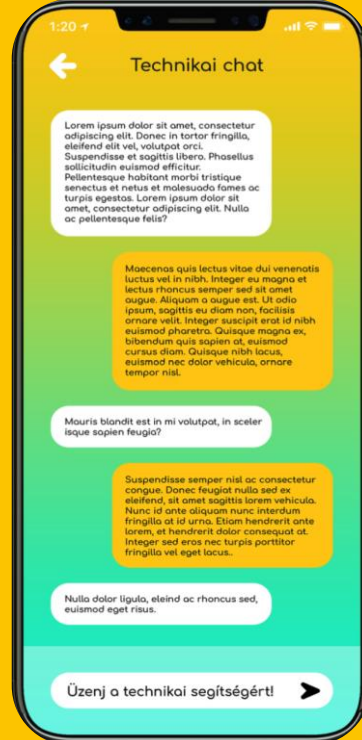 1:20
Technikai chat
Lorem ipsum dolor sit amet, consectetur
adipiscing elit. Donec in tortor fringilla,
eleifend elit vel, volutpat orci.
Suspendisse et sagittis libero. Phasellus
sollicitudin euismod efficitur.
Pellentesque habitant morbi tristique
senectus et netus et malesuada fames ac
turpis egestas. Lorem ipsum dolor sit
amet, consectetur adipiscing elit. Nulla
ac pellentesque felis?
Maecenas quis lectus vitae dui venenatis
luctus vel in nibh. Integer eu magna et
lectus rhoncus semper sed sit amet
augue. Aliquam a augue est. Ut odio
ipsum, sagittis eu diam non, facilisis
ornare velit. Integer suscipit erat id nibh
euismod pharetra. Quisque magna ex,
bibendum quis sapien at, euismod
cursus diam. Quisque nibh lacus,
euismod nec dolor vehicula, ornare
tempor nisl.
Mauris blandit est in mi volutpat, in sceler
isque sapien feugia?
Suspendisse semper nisl ac consectetur
congue. Donec feugiat nulla sed ex
eleifend, sit amet sagittis lorem vehicula.
Nunc id ante aliquam nunc interdum
fringilla at id urna. Etiam hendrerit ante
lorem, et hendrerit dolor consequat at.
Integer sed eros nec turpis porttitor
fringilla vel eget lacus..
Nulla dolor ligula, eleind ac rhoncus sed,
euismod eget risus.
Üzenj a technikai segítségért!